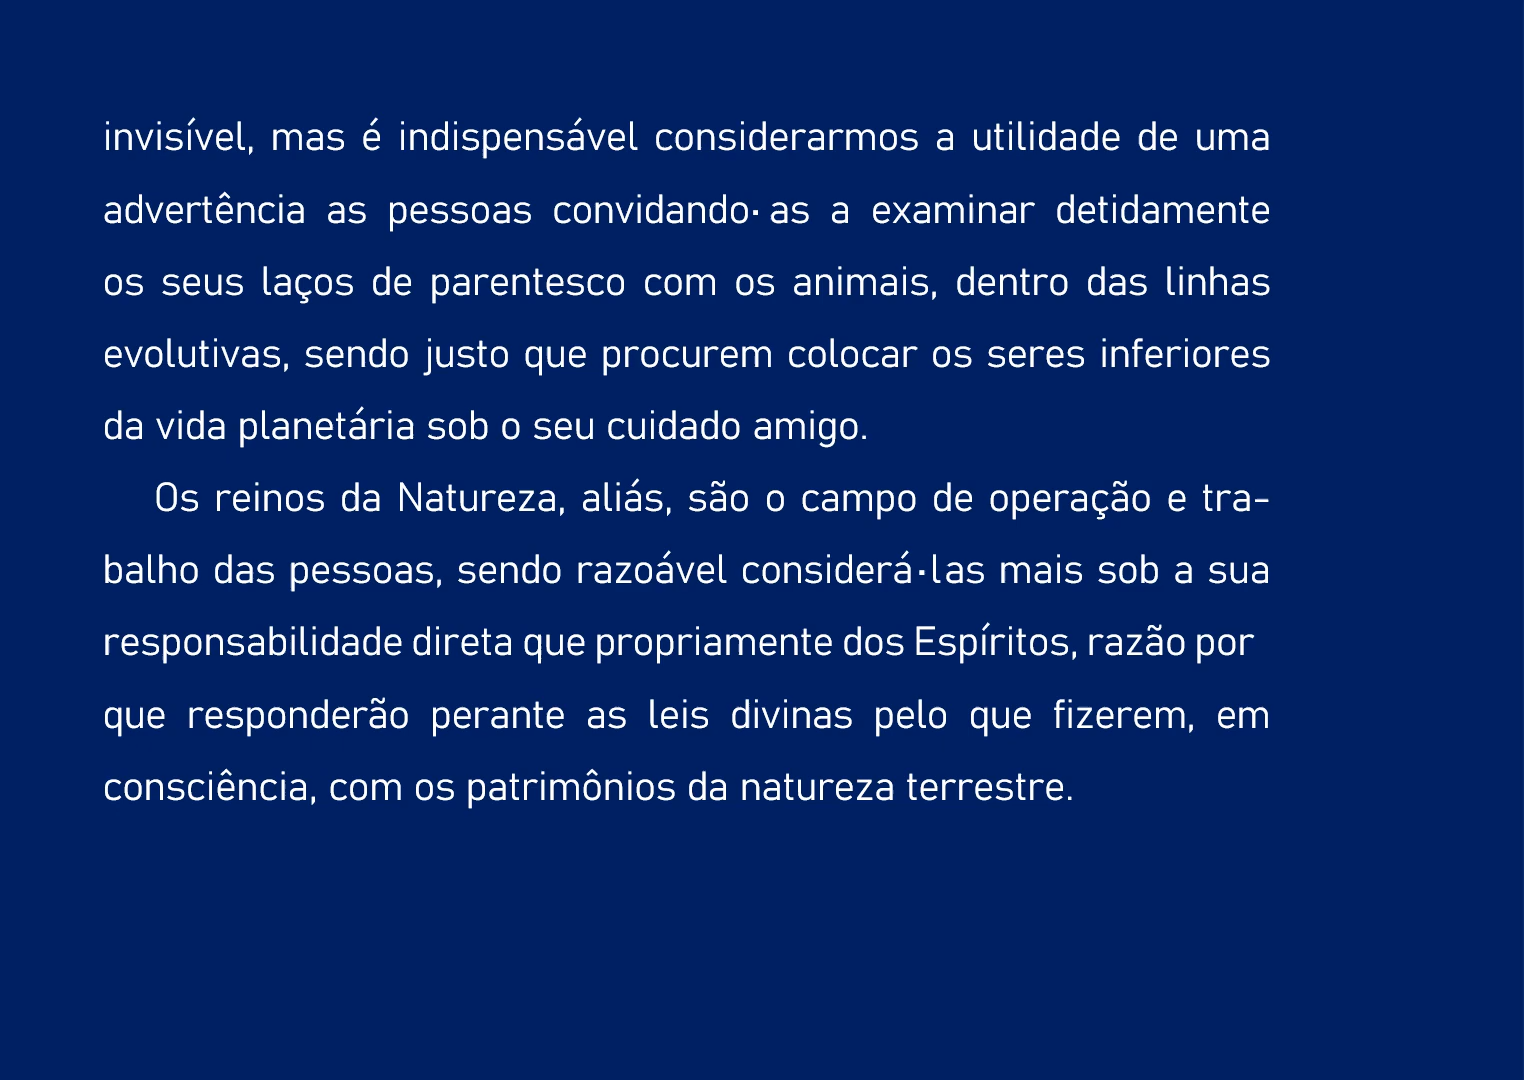 invisível, mas é indispensável considerarmos a utilidade de uma
advertência as pessoas convidando· as a examinar detidamente
os seus laços de parentesco com os animais, dentro das linhas
evolutivas, sendo justo que procurem colocar os seres inferiores
da vida planetária sob o seu cuidado amigo.
Os reinos da Natureza, aliás, são o campo de operação e tra-
balho das pessoas, sendo razoável considerá·las mais sob a sua
responsabilidade direta que propriamente dos Espíritos, razão por
que responderão perante as leis divinas pelo que fizerem, em
consciência, com os patrimônios da natureza terrestre.